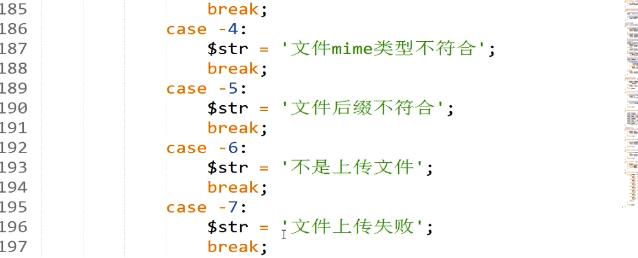 185 break;
186 case -4:
187 $str = '文件mime类型不符合';
188 break;
189 case -5:
190 $str = '文件后缀不符合';
191 break;
192 case -6:
193 $str = '不是上传文件';
194 break;
195 case -7:
196 $str = '文件上传失败';
197 break;